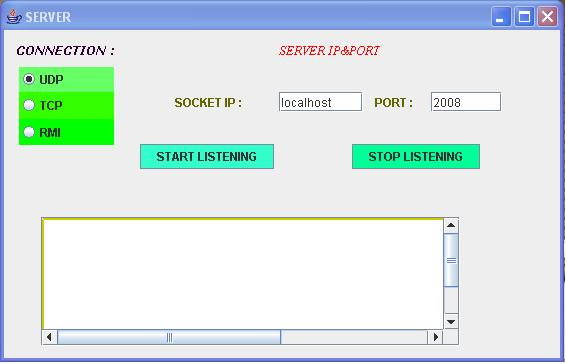 SERVER
CONNECTION :
SERVER IP&PORT
UDP
TCP
RMI
SOCKET IP : localhost PORT : 2008
START LISTENING STOP LISTENING